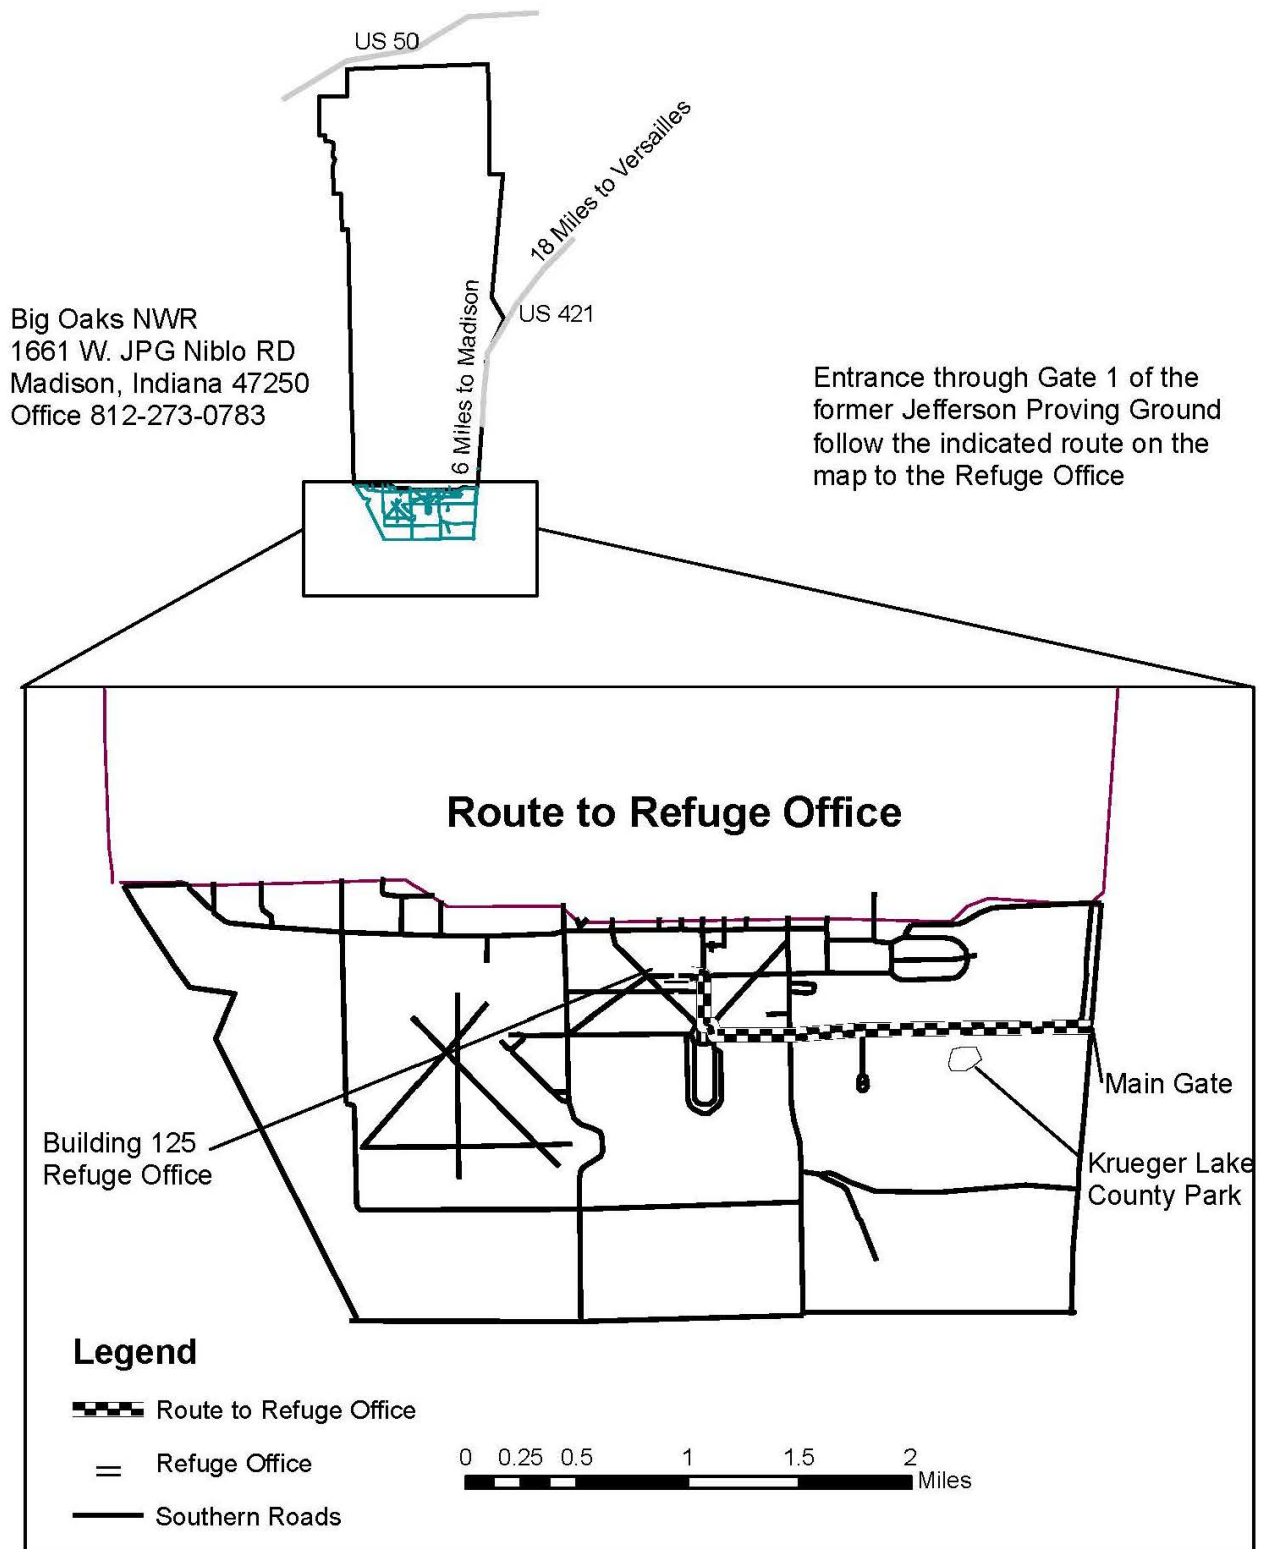 US 50
18 Miles to Versailles
US 421
6 Miles to Madison
Big Oaks NWR
1661 W. JPG Niblo RD
Madison, Indiana 47250
Office 812-273-0783
Entrance through Gate 1 of the
former Jefferson Proving Ground
follow the indicated route on the
map to the Refuge Office
Route to Refuge Office
Main Gate
Krueger Lake
County Park
Building 125
Refuge Office
Legend
Route to Refuge Office
Refuge Office
Southern Roads
0 0.25 0.5 1 1.5 2
Miles